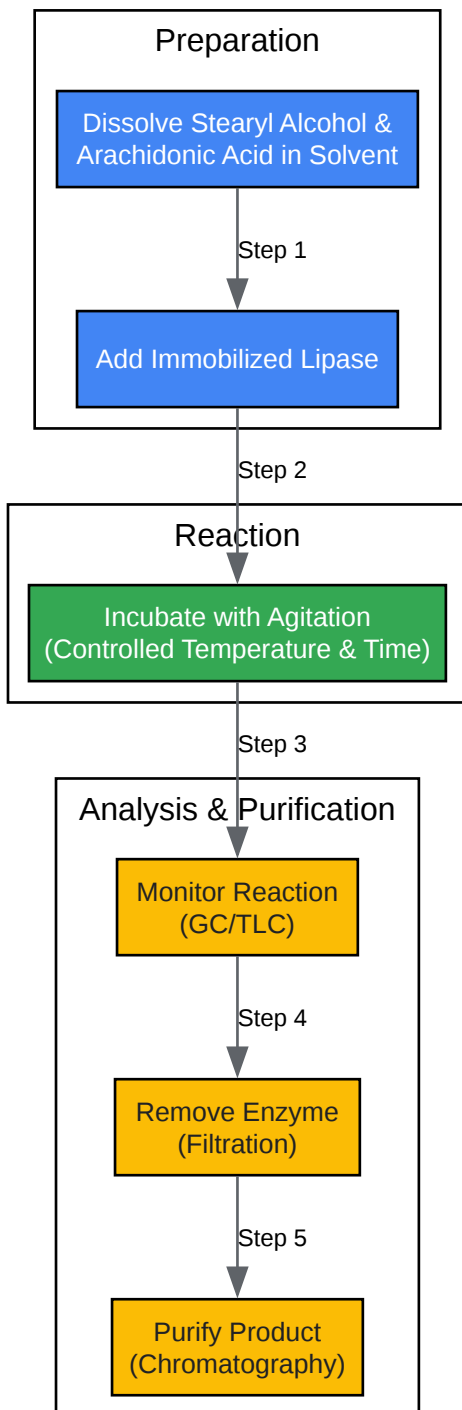 Preparation
Dissolve Stearyl Alcohol &
Arachidonic Acid in Solvent
Step 1
Add Immobilized Lipase
Step 2
Reaction
Incubate with Agitation
(Controlled Temperature & Time)
Step 3
Analysis & Purification
Monitor Reaction
(GC/TLC)
Step 4
Remove Enzyme
(Filtration)
Step 5
Purify Product
(Chromatography)